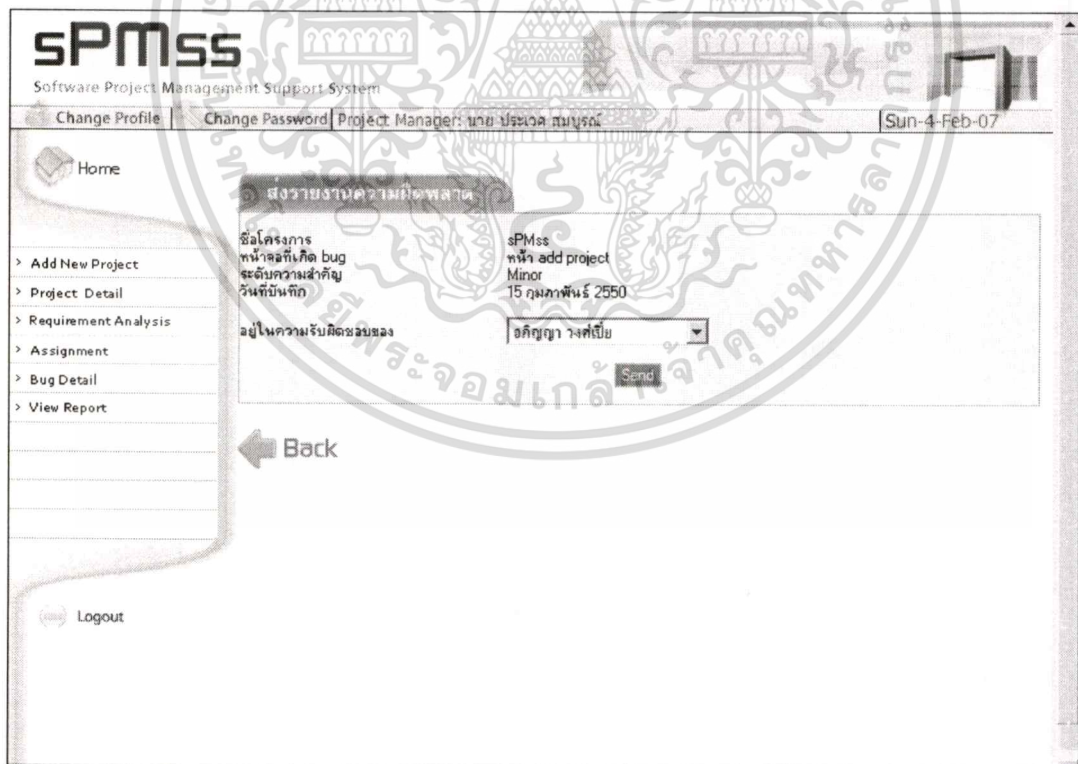 sPMss
Software Project Management Support System
Change Profile Change Password Project Manager: นาย ประเวศ สมบูรณ์ Sun-4-Feb-07
Home
ส่งรายงานความผิดพลาด
ชื่อโครงการ sPMss
หน้าจอที่เกิด bug หน้า add project
ระดับความสำคัญ Minor
วันที่บันทึก 15 กุมภาพันธ์ 2550
อยู่ในความรับผิดชอบของ อภิญญา วงศ์เปี้ย
Send
> Add New Project
> Project Detail
> Requirement Analysis
> Assignment
> Bug Detail
> View Report
Back
Logout